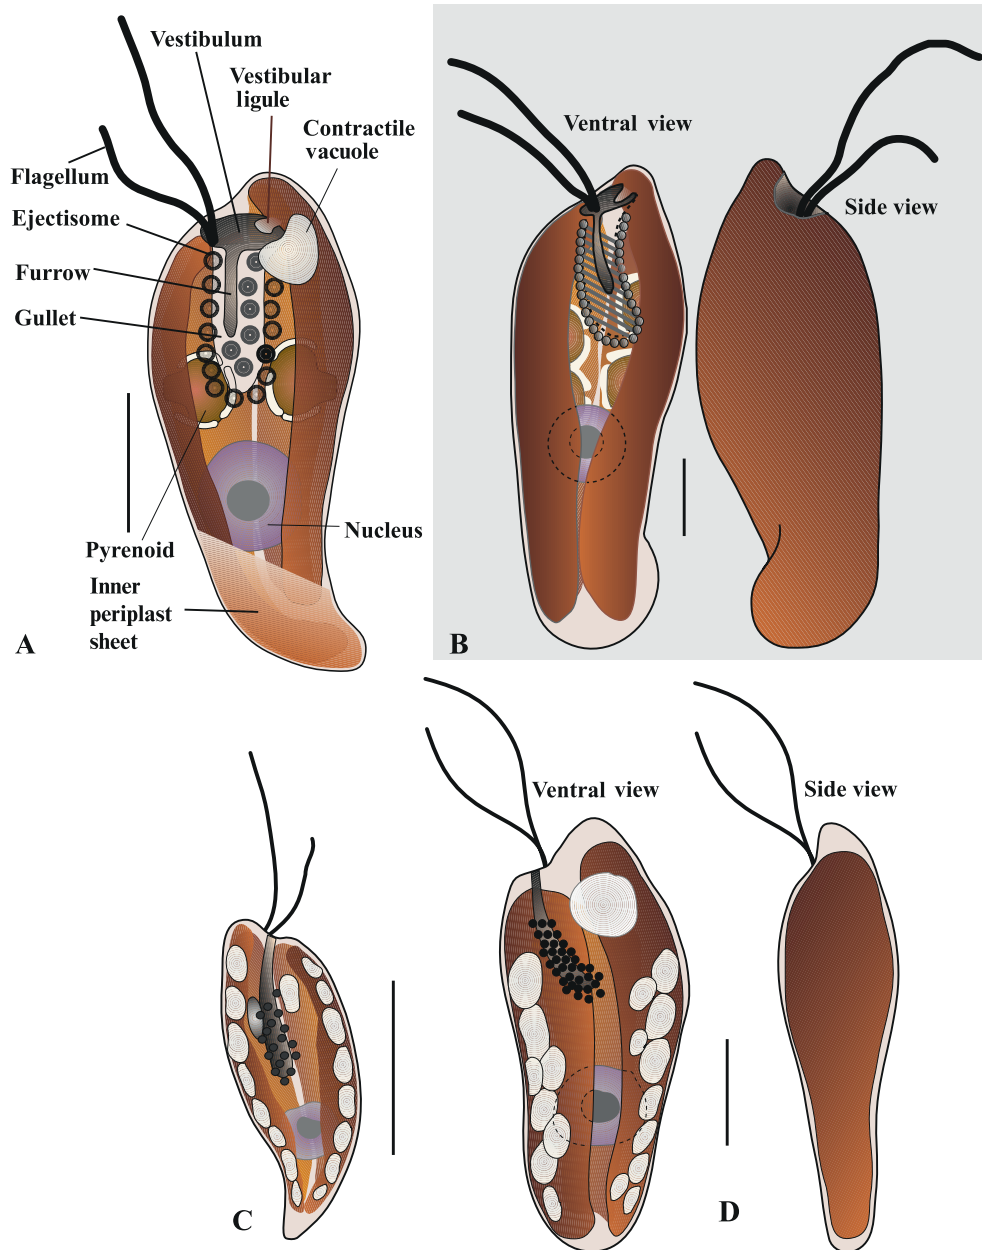 Vestibulum
Vestibular
ligule
Contractile
vacuole
Flagellum
Ejectisome
Furrow
Gullet
Nucleus
Pyrenoid
Inner
periplast
sheet
A
Ventral view
Side view
B
C
Ventral view
Side view
D